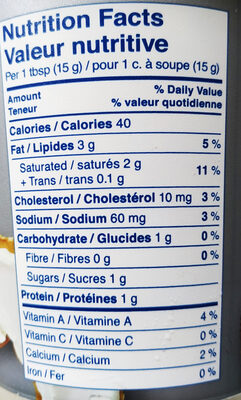 Nutrition Facts
Valeur nutritive
Per 1 tbsp (15 g) / pour 1 c. à soupe (15 g)
Amount % Daily Value
Teneur % valeur quotidienne
Calories / Calories 40
Fat / Lipides 3 g 5 %
Saturated / saturés 2 g
+ Trans / trans 0.1 g 11 %
Cholesterol / Cholestérol 10 mg 3 %
Sodium / Sodium 60 mg 3 %
Carbohydrate / Glucides 1 g 0 %
Fibre / Fibres 0 g 0 %
Sugars / Sucres 1 g
Protein / Protéines 1 g
Vitamin A / Vitamine A 4 %
Vitamin C / Vitamine C 0 %
Calcium / Calcium 2 %
Iron / Fer 0 %